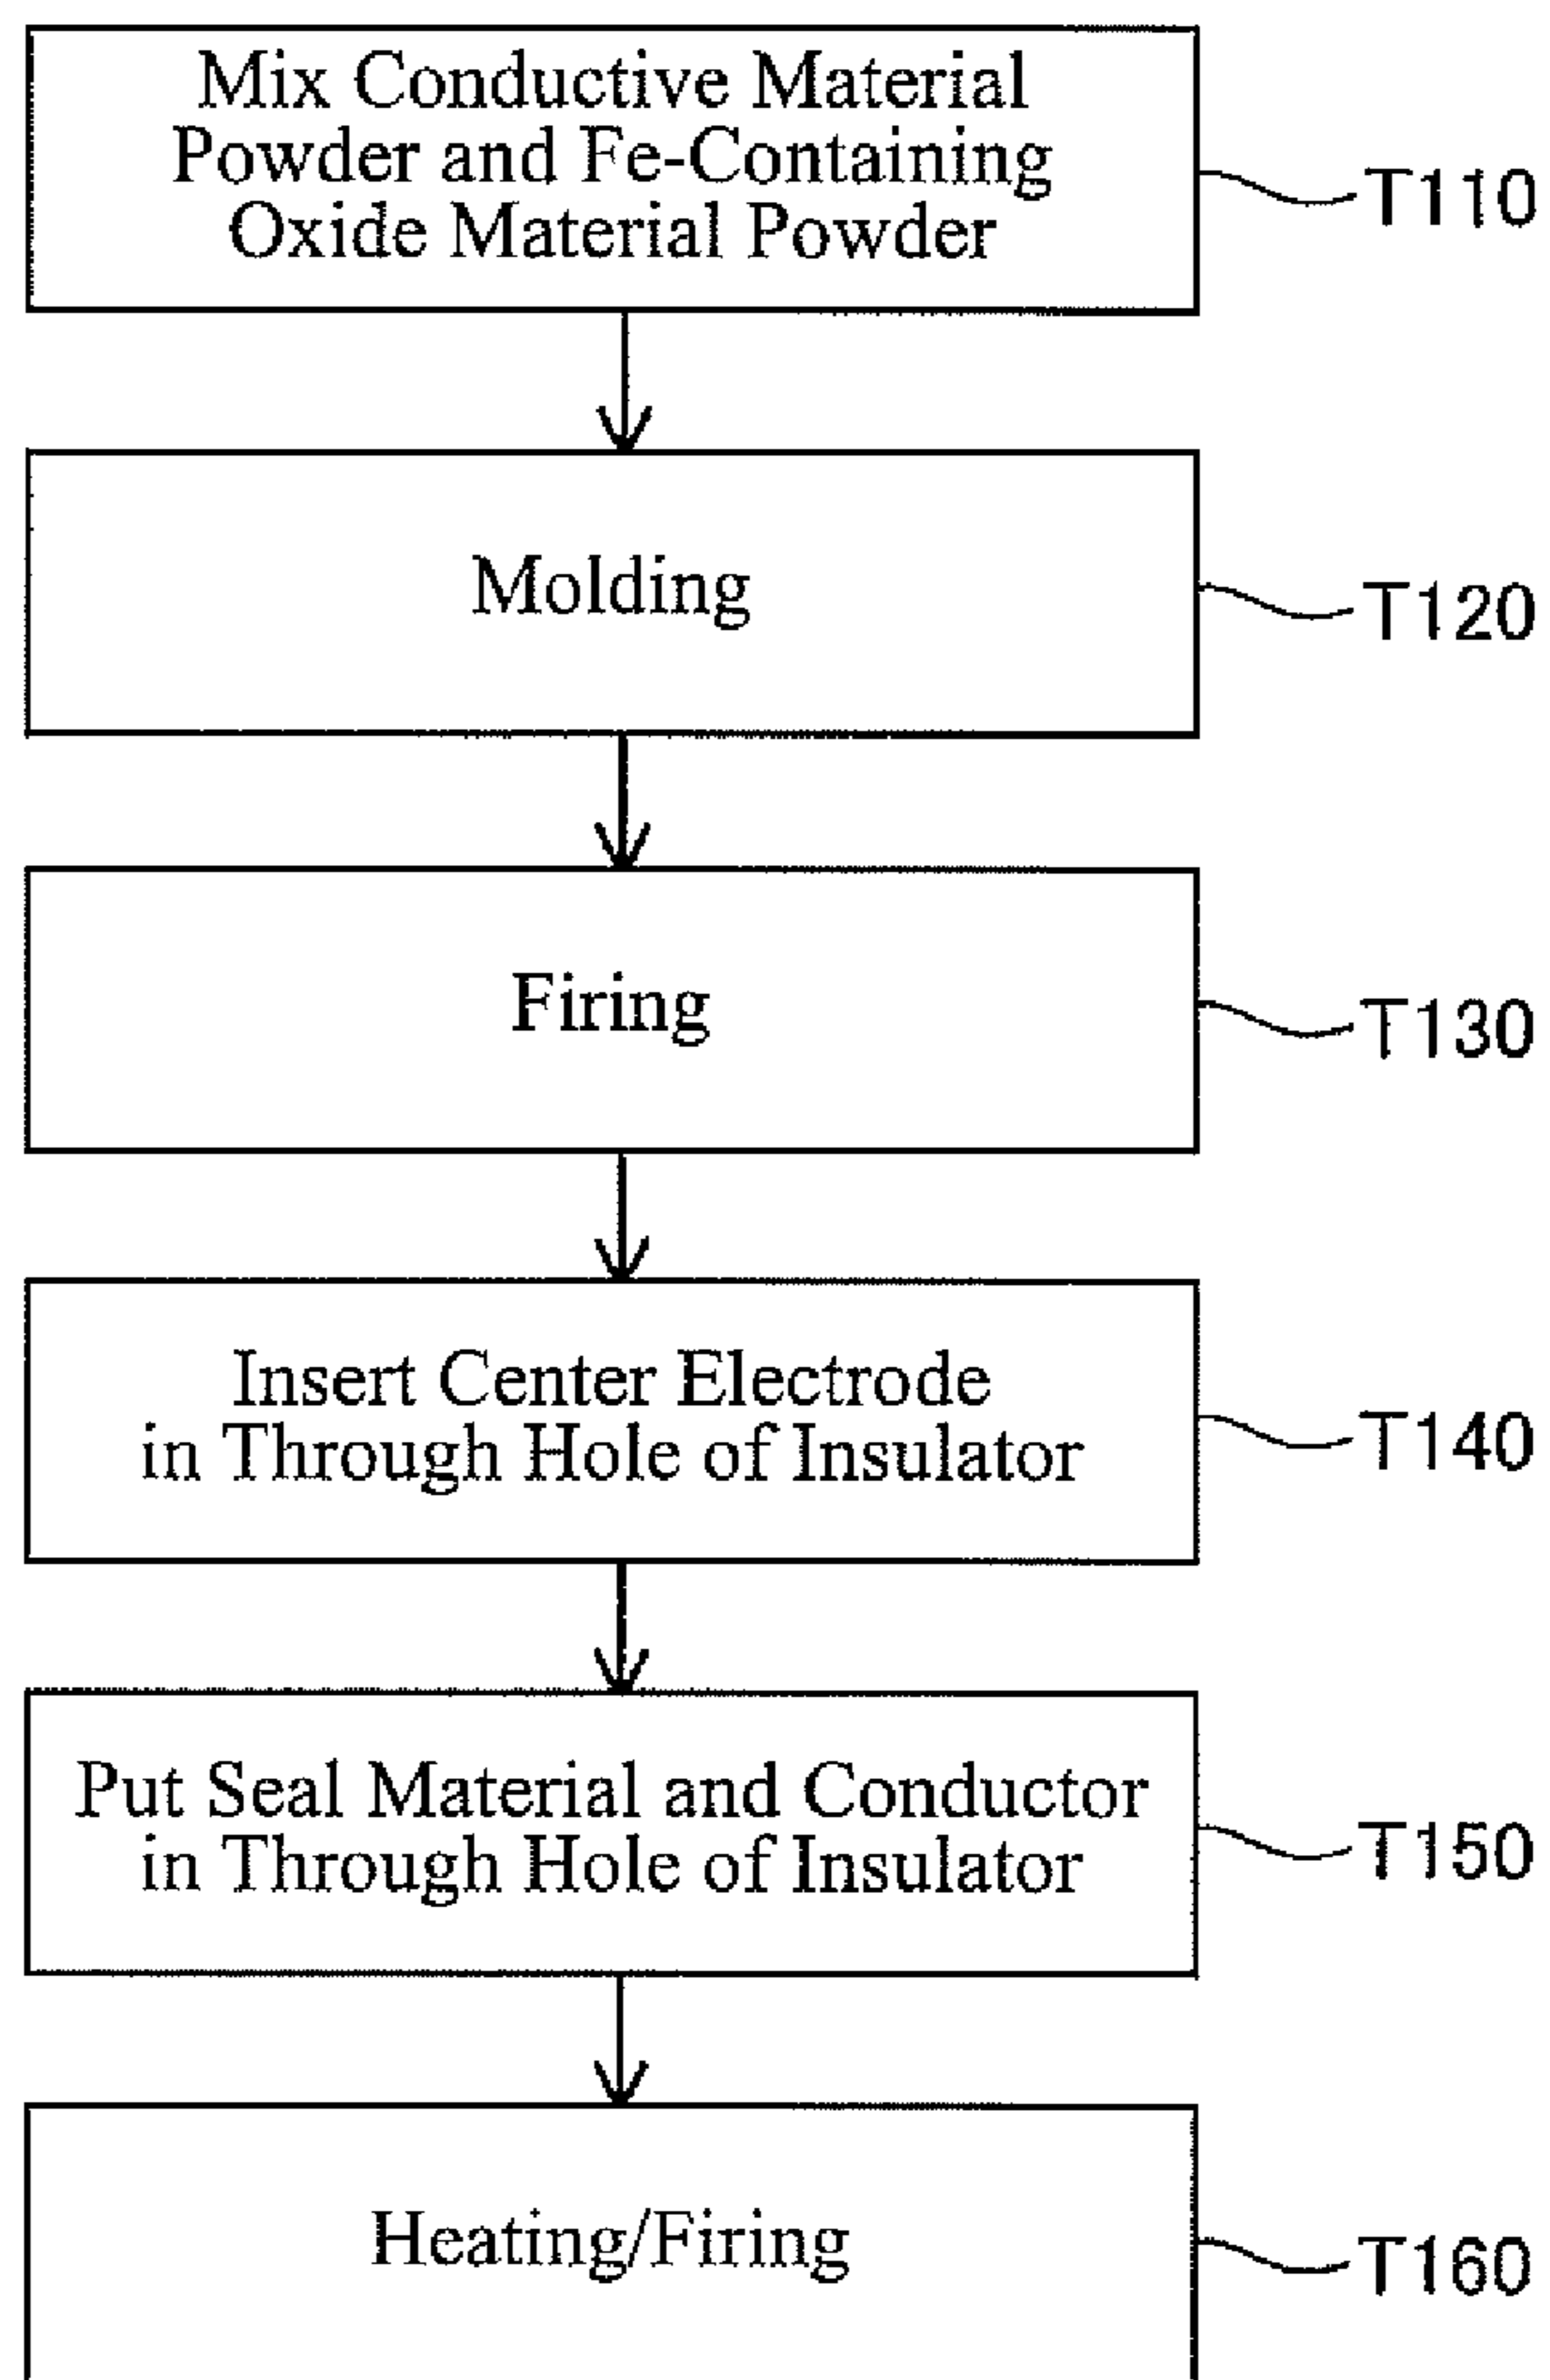 Mix Conductive Material
Powder and Fe-Containing
Oxide Material Powder
T110
Molding
T120
Firing
T130
Insert Center Electrode
in Through Hole of Insulator
T140
Put Seal Material and Conductor
in Through Hole of Insulator
T150
Heating/Firing
T160